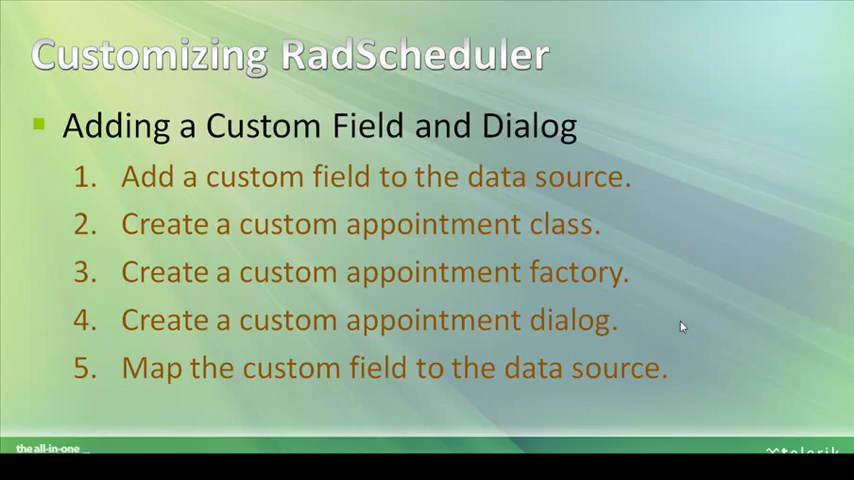 Customizing RadScheduler
Adding a Custom Field and Dialog
1. Add a custom field to the data source.
2. Create a custom appointment class.
3. Create a custom appointment factory.
4. Create a custom appointment dialog.
5. Map the custom field to the data source.
the all-in-one
telerik